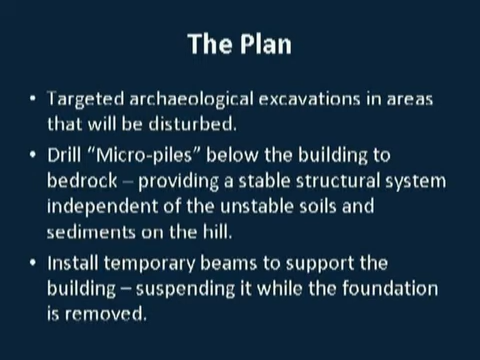 The Plan
• Targeted archaeological excavations in areas
that will be disturbed.
• Drill “Micro-piles” below the building to
bedrock – providing a stable structural system
independent of the unstable soils and
sediments on the hill.
• Install temporary beams to support the
building – suspending it while the foundation
is removed.